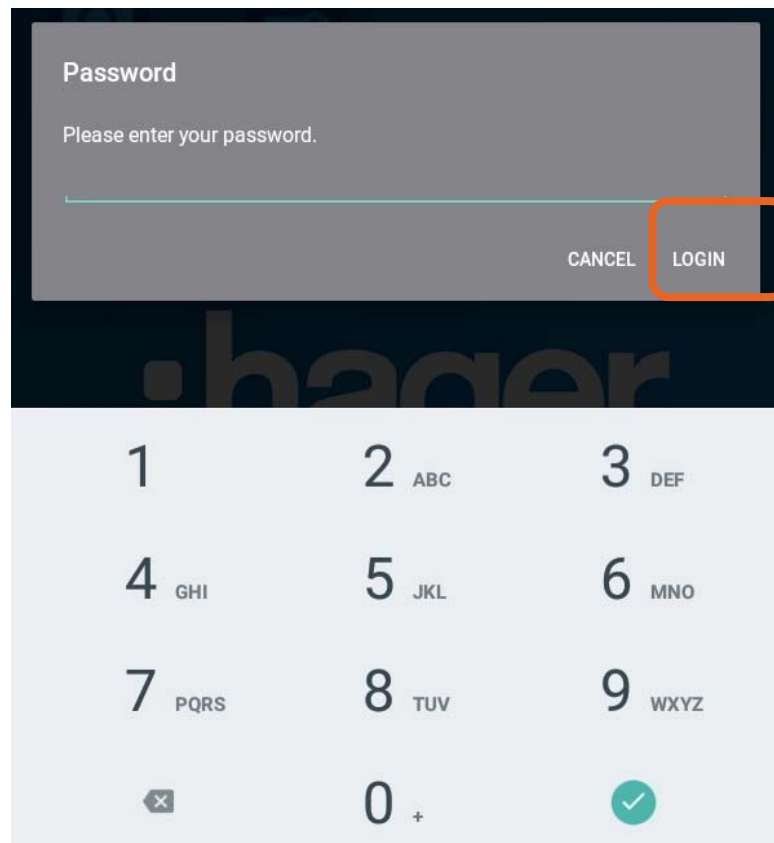 Password
Please enter your password.
CANCEL LOGIN
hager
1 2 ABC 3 DEF
4 GHI 5 JKL 6 MNO
7 PQRS 8 TUV 9 WXYZ
0 +